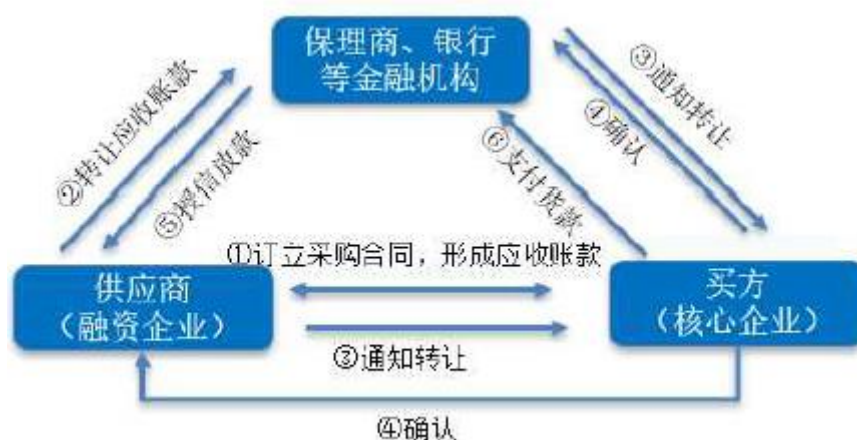 保理商、银行
等金融机构
②转让应收账款
⑤授信放款
③通知转让
④确认
⑥支付货款
①订立采购合同，形成应收账款
供应商
（融资企业）
买方
（核心企业）
③通知转让
④确认